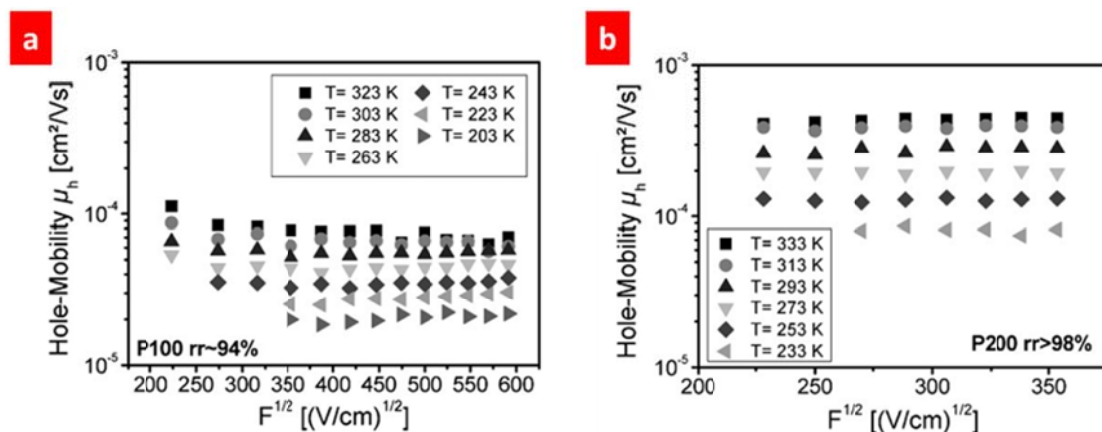 a
Hole-Mobility μh [cm²/Vs]
10⁻³
10⁻⁴
10⁻⁵
T= 323 K
T= 303 K
T= 283 K
T= 263 K
T= 243 K
T= 223 K
T= 203 K
P100 rr~94%
200 250 300 350 400 450 500 550 600
F¹/² [(V/cm)¹/²]
b
Hole-Mobility μh [cm²/Vs]
10⁻³
10⁻⁴
10⁻⁵
T= 333 K
T= 313 K
T= 293 K
T= 273 K
T= 253 K
T= 233 K
P200 rr>98%
200 250 300 350
F¹/² [(V/cm)¹/²]